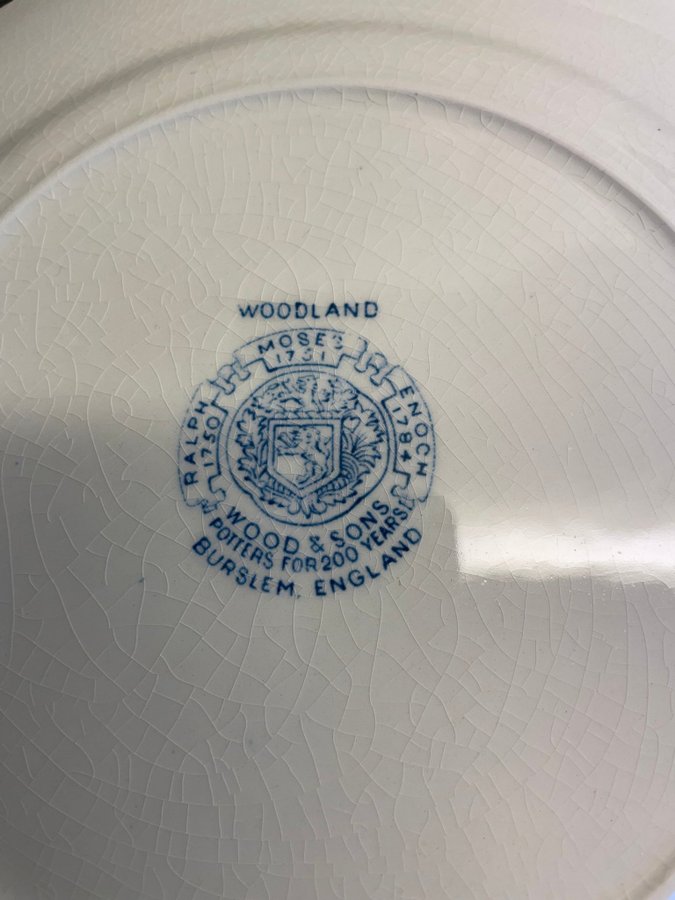 WOODLAND
MOSES
1751
RALPH
1750
ENOCH
1784
WOOD & SONS
POTTERS FOR 200 YEARS
BURSLEM, ENGLAND